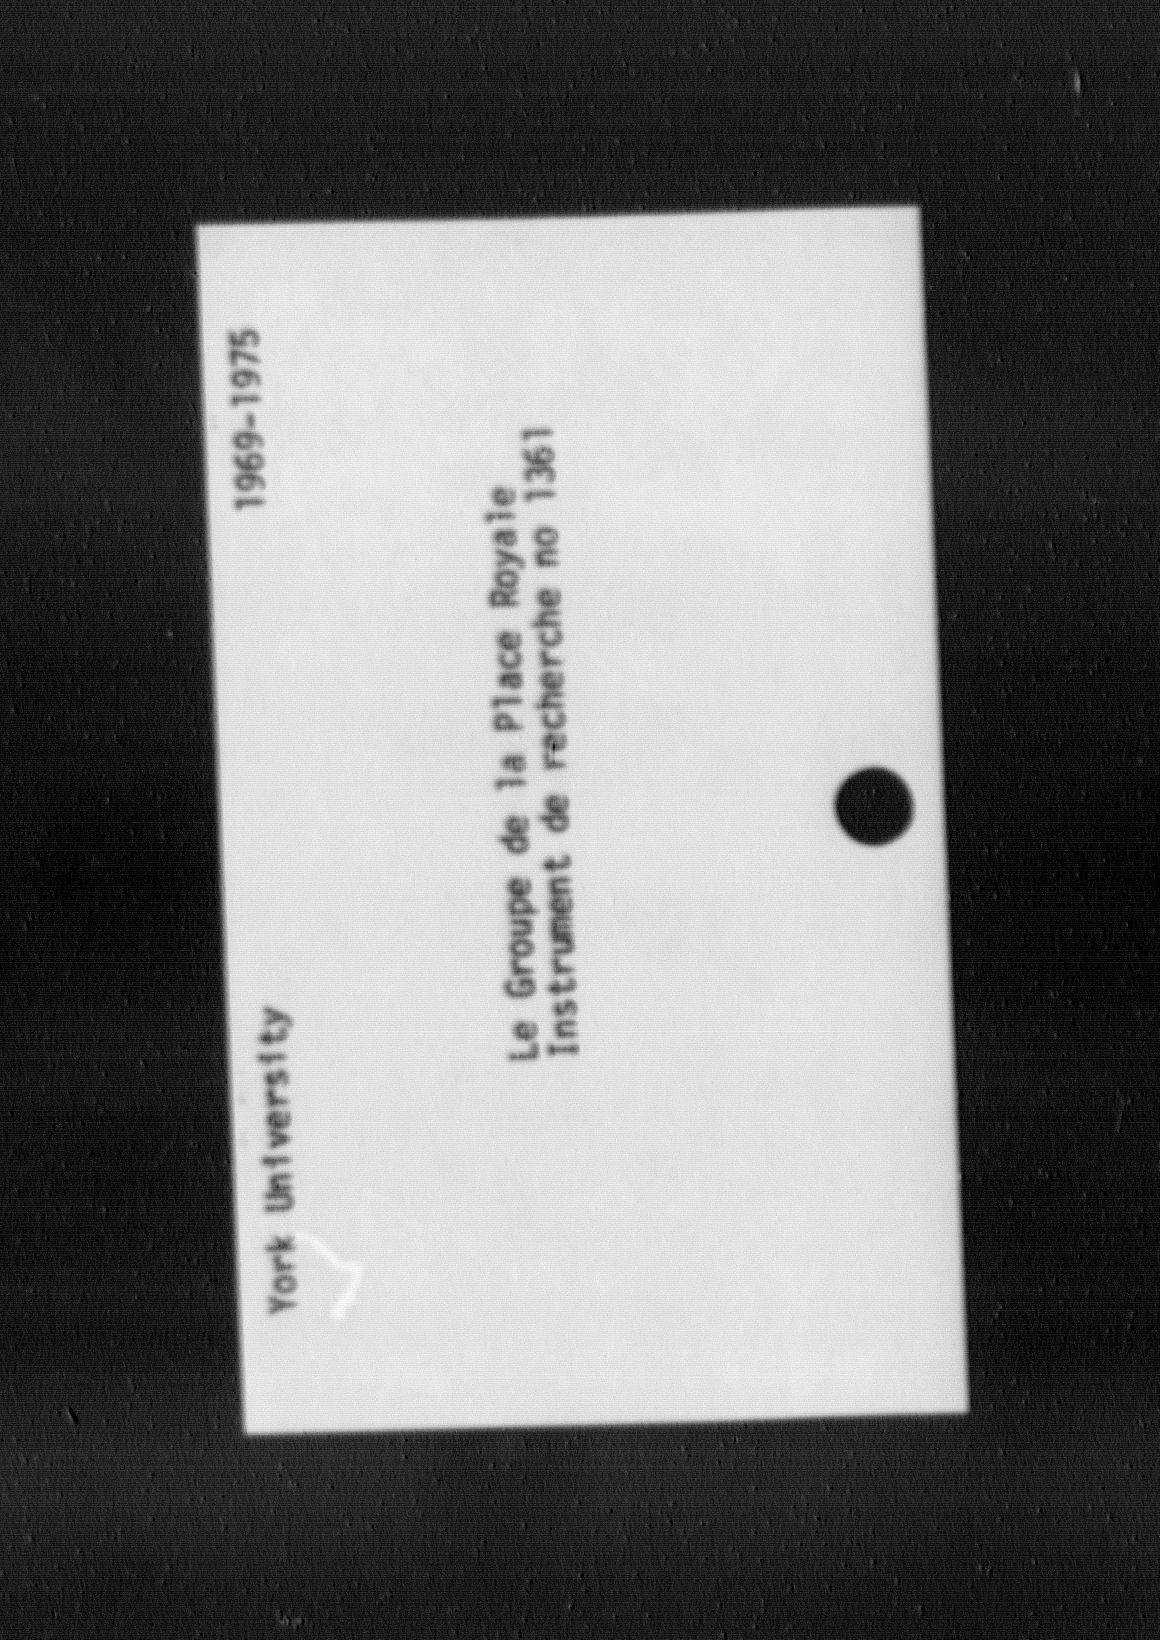 York University 1969-1975
Le Groupe de la Place Royale
Instrument de recherche no 1361